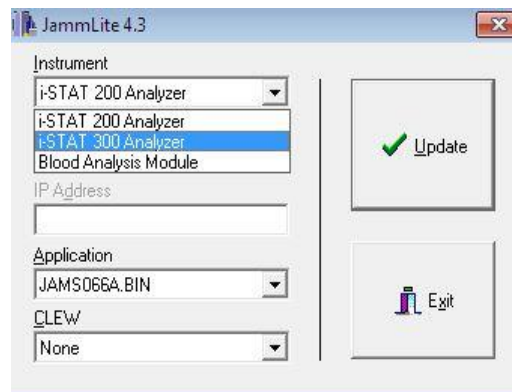 JammLite 4.3
Instrument
i-STAT 200 Analyzer
i-STAT 200 Analyzer
i-STAT 300 Analyzer
Blood Analysis Module
IP Address
Application
JAMS066A.BIN
CLEW
None
Update
Exit